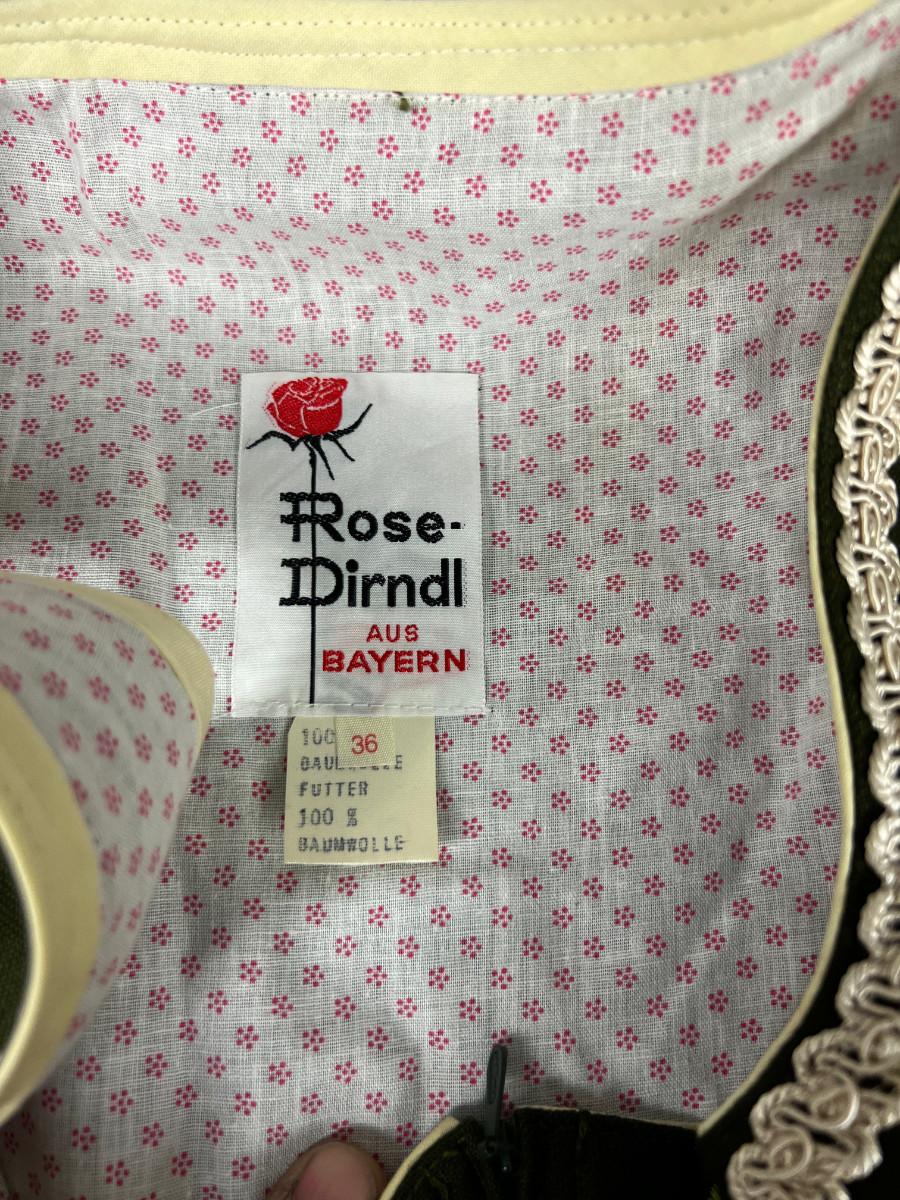 Rose-
Dirndl
AUS
BAYERN
36
100
FUTTER
100 %
BAUMWOLLE